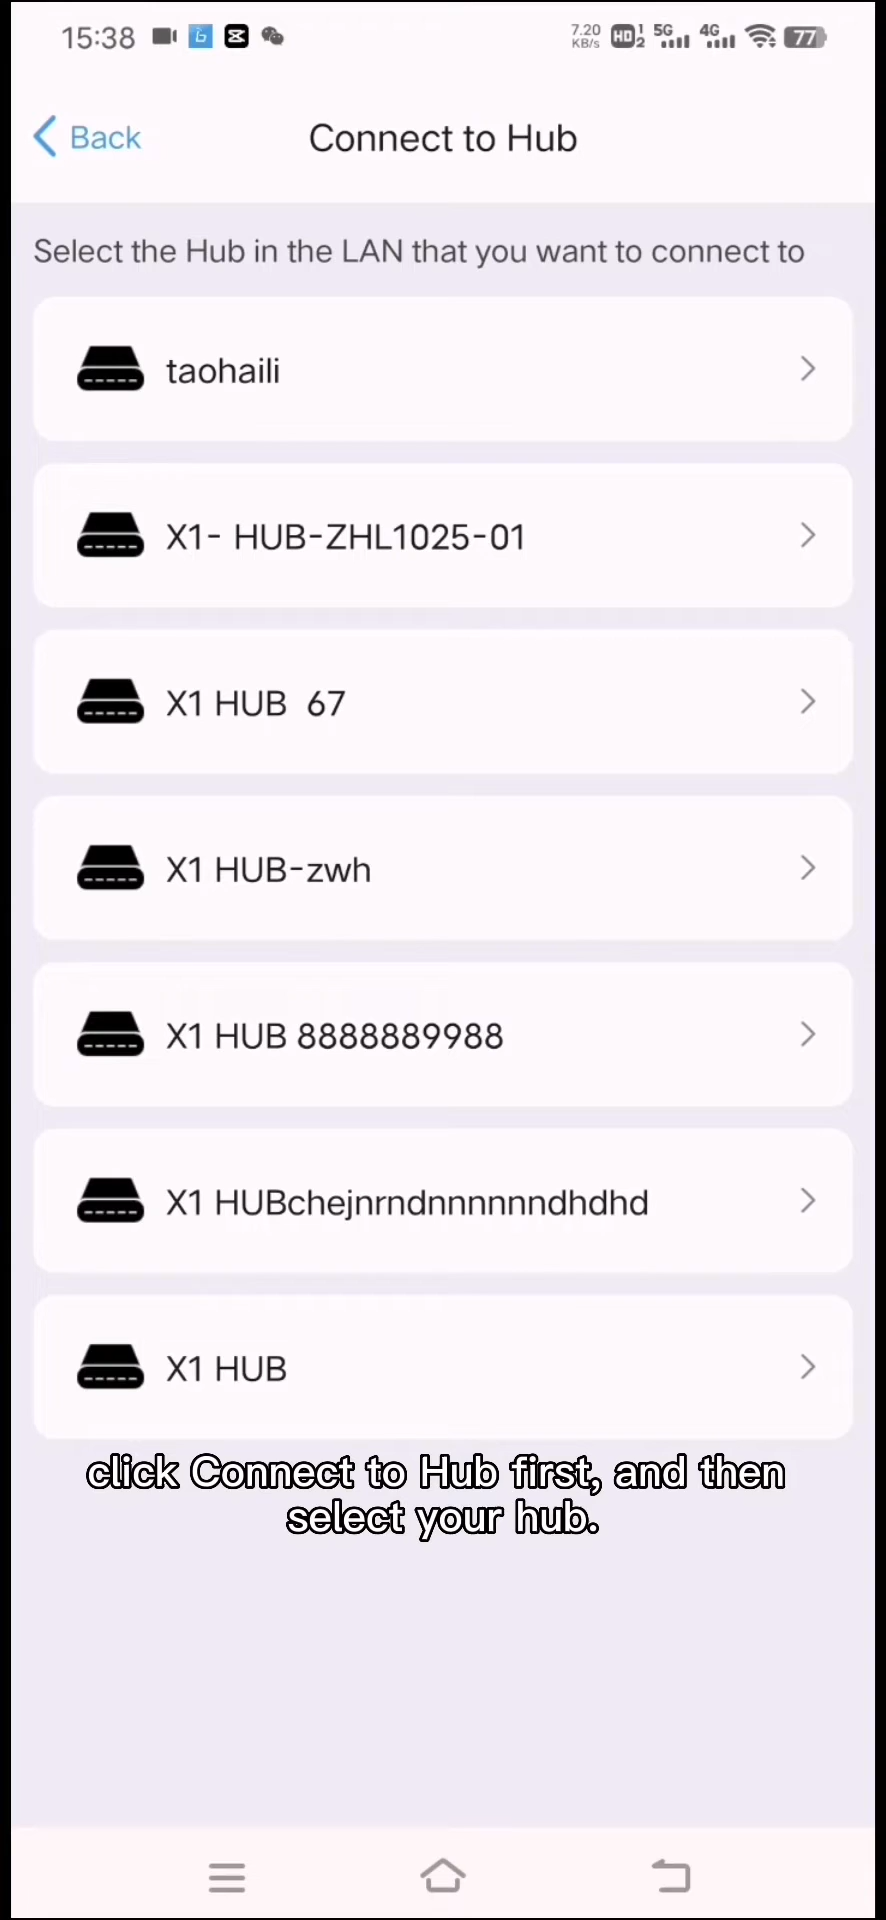 15:38 7.20 KB/s HD 1 2 5G 4G 77
Back
Connect to Hub
Select the Hub in the LAN that you want to connect to
taohaili
X1- HUB-ZHL1025-01
X1 HUB 67
X1 HUB-zwh
X1 HUB 8888889988
X1 HUBchejnrndnnnnnndhdhd
X1 HUB
click Connect to Hub first, and then
select your hub.